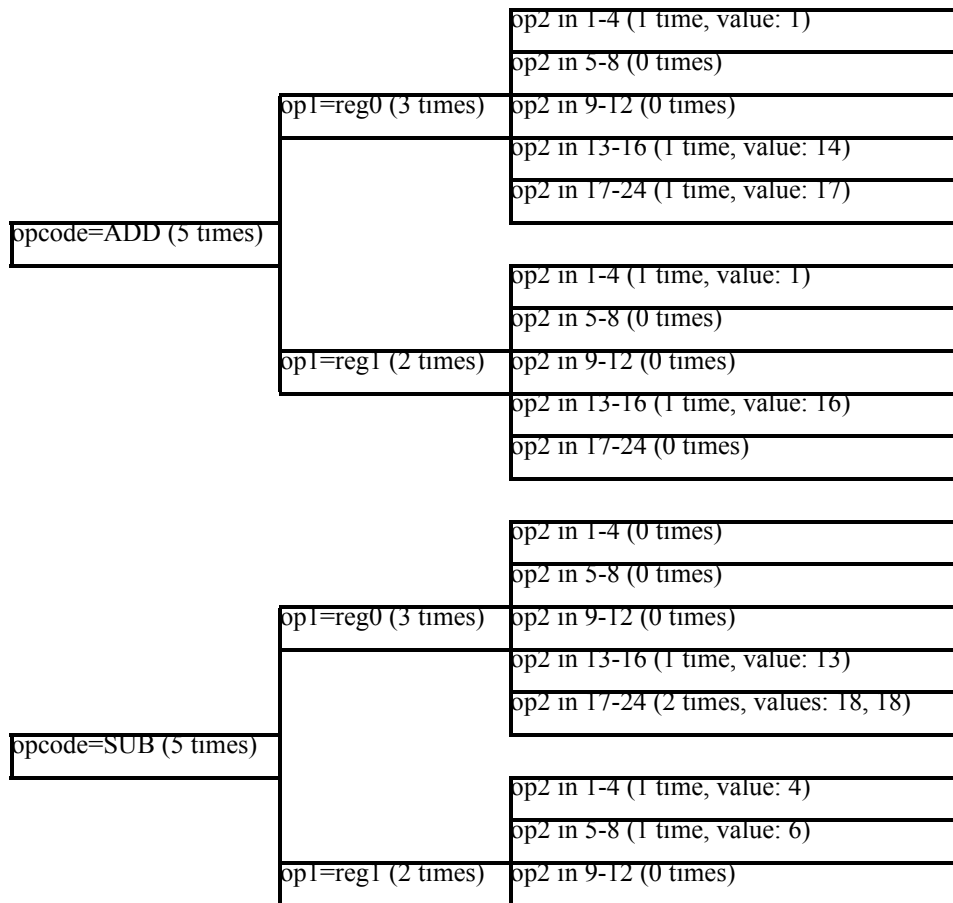 op2 in 1-4 (1 time, value: 1)
op2 in 5-8 (0 times)
op1=reg0 (3 times) op2 in 9-12 (0 times)
op2 in 13-16 (1 time, value: 14)
op2 in 17-24 (1 time, value: 17)
opcode=ADD (5 times)
op2 in 1-4 (1 time, value: 1)
op2 in 5-8 (0 times)
op1=reg1 (2 times) op2 in 9-12 (0 times)
op2 in 13-16 (1 time, value: 16)
op2 in 17-24 (0 times)
op2 in 1-4 (0 times)
op2 in 5-8 (0 times)
op1=reg0 (3 times) op2 in 9-12 (0 times)
op2 in 13-16 (1 time, value: 13)
op2 in 17-24 (2 times, values: 18, 18)
opcode=SUB (5 times)
op2 in 1-4 (1 time, value: 4)
op2 in 5-8 (1 time, value: 6)
op1=reg1 (2 times) op2 in 9-12 (0 times)